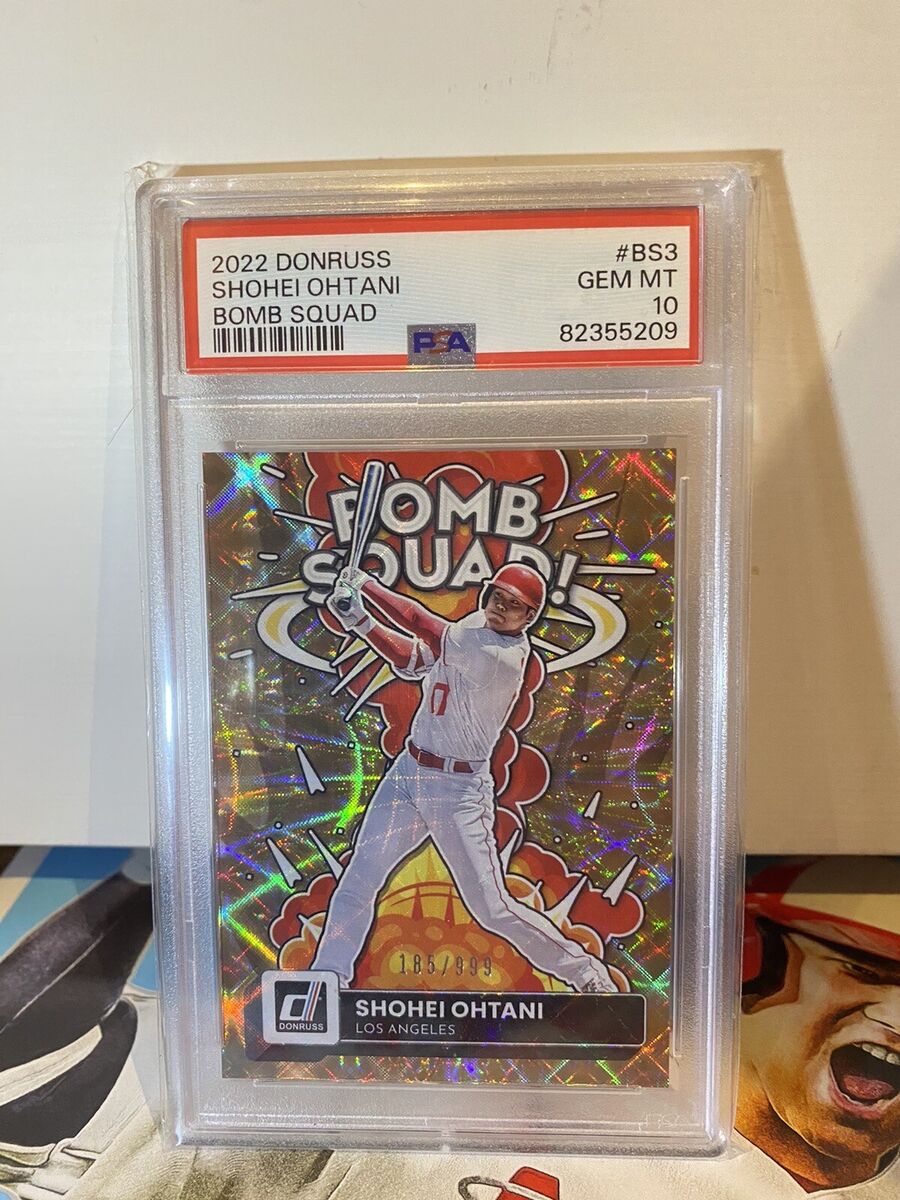 2022 DONRUSS
SHOHEI OHTANI
BOMB SQUAD
#BS3
GEM MT
10
82355209
PSA
BOMB
SQUAD!
17
185/999
DONRUSS
SHOHEI OHTANI
LOS ANGELES